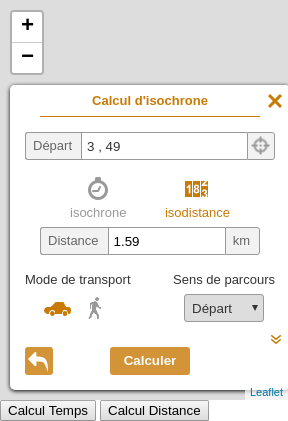 +
−
Calcul d'isochrone
Départ 3 , 49
isochrone isodistance
Distance 1.59 km
Mode de transport Sens de parcours
Départ
Calculer
Leaflet
Calcul Temps Calcul Distance